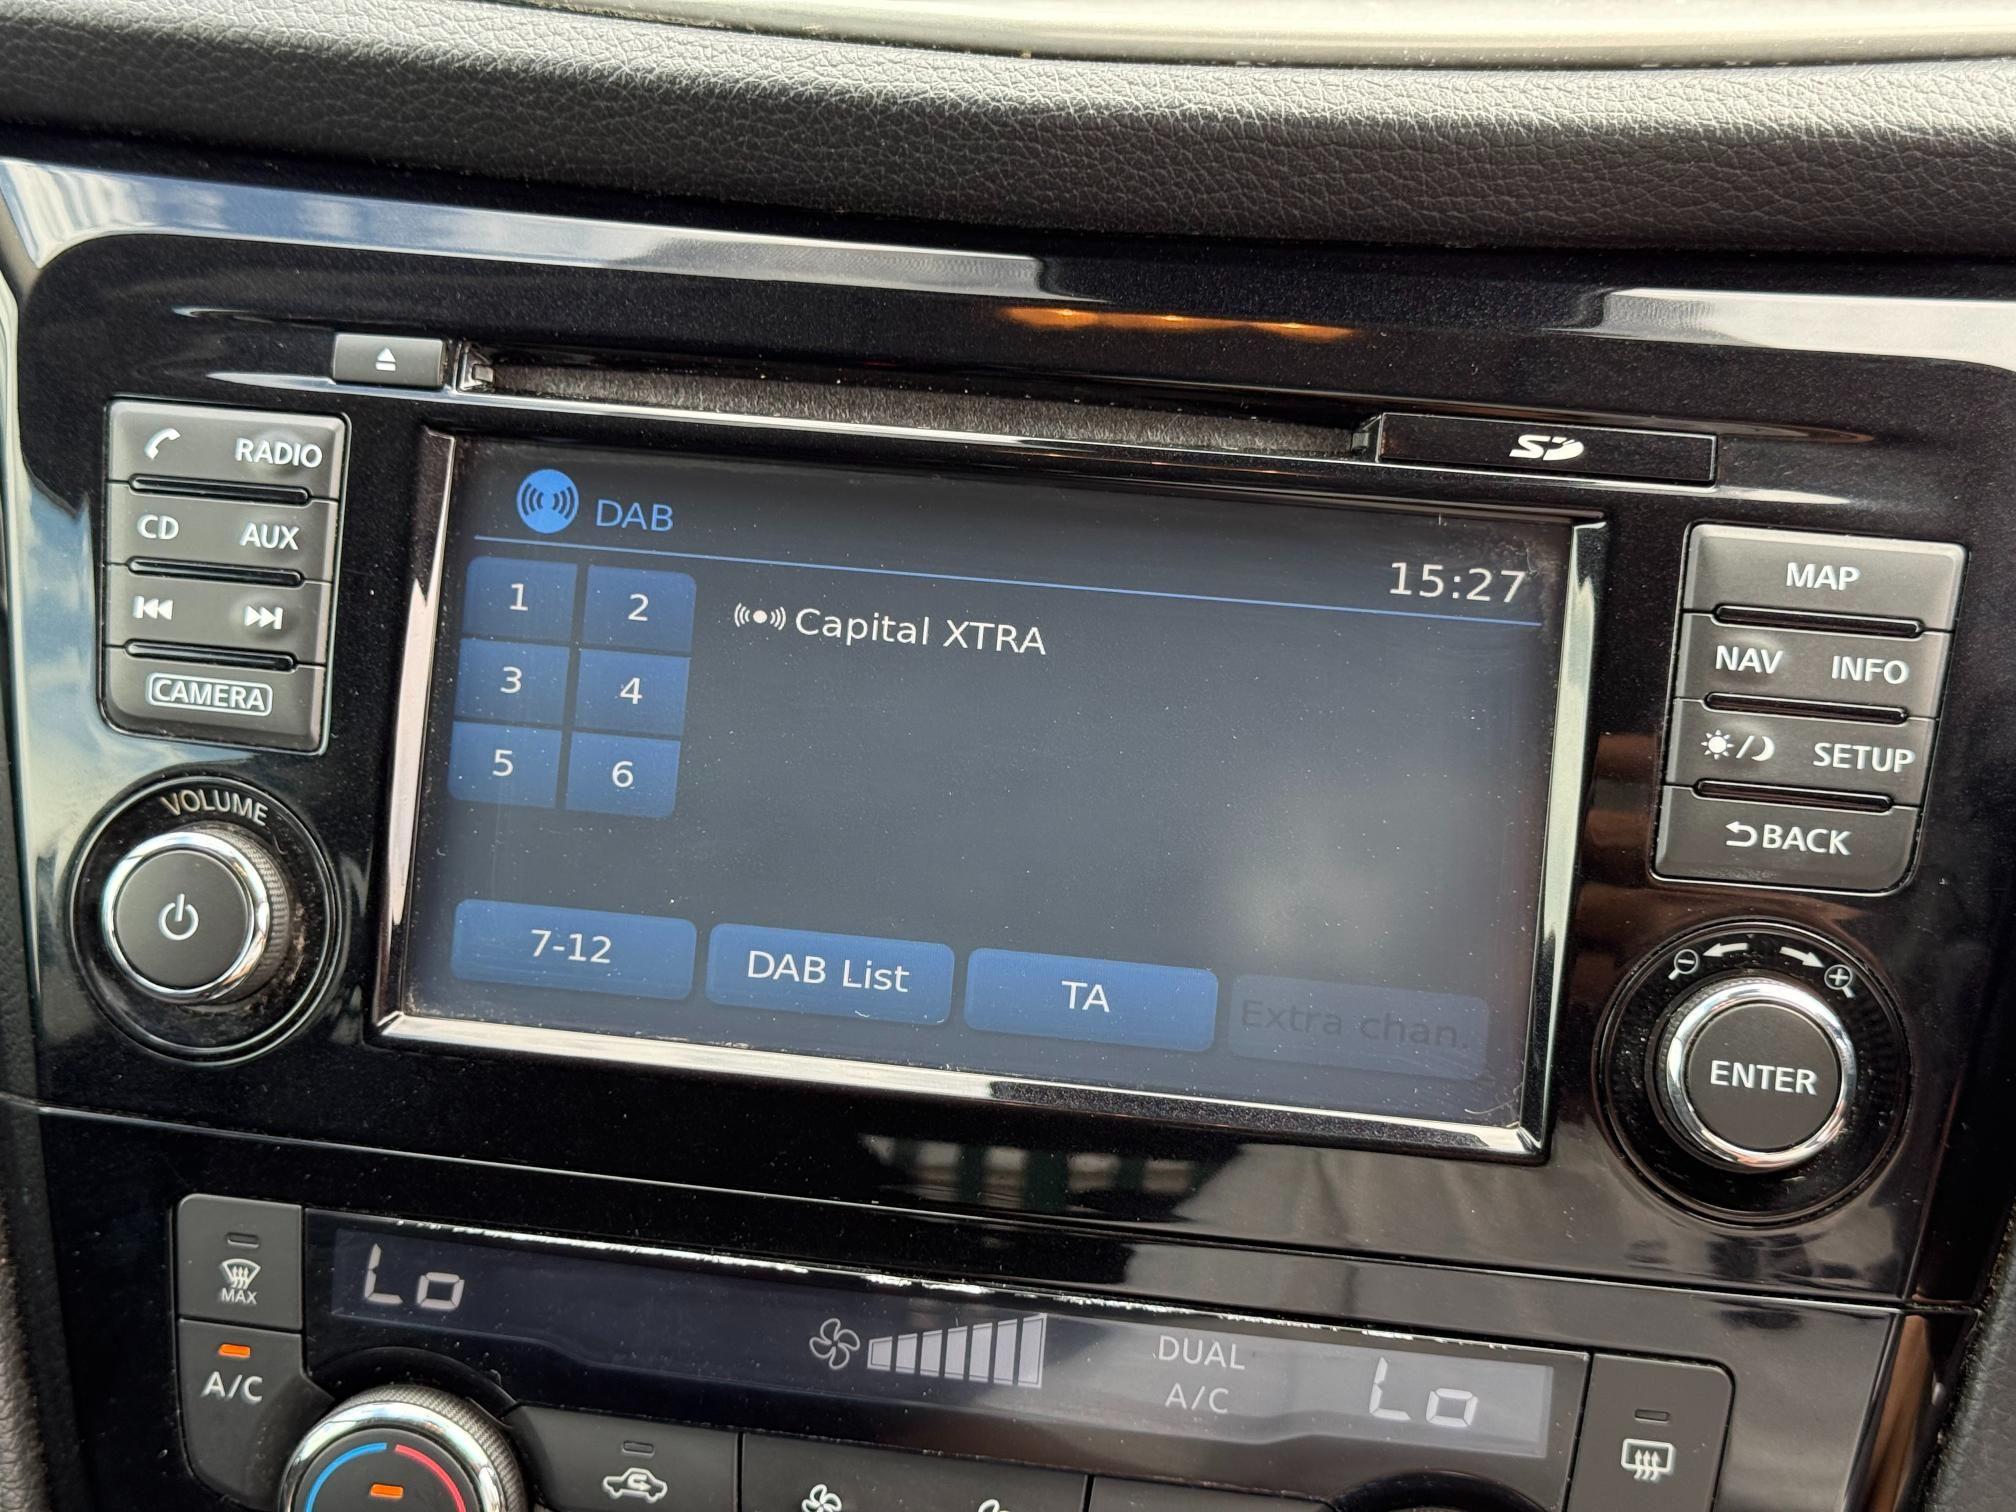 RADIO
CD AUX
CAMERA
VOLUME
SD
DAB
15:27
1 2
3 4
5 6
Capital XTRA
7-12
DAB List
TA
Extra chan.
MAP
NAV INFO
SETUP
BACK
ENTER
MAX
A/C
Lo
DUAL
A/C
Lo